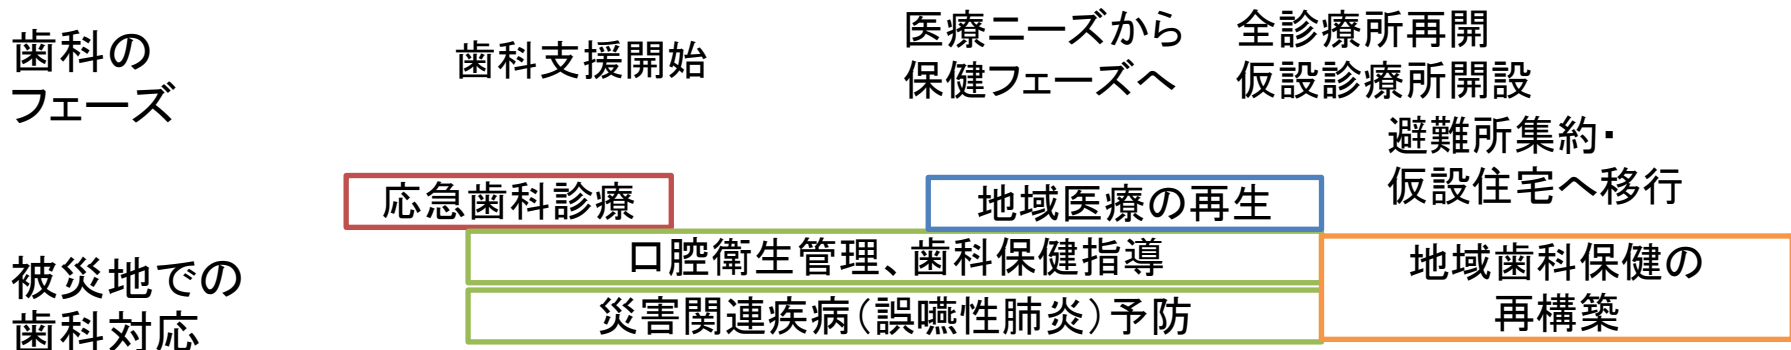 歯科の
フェーズ
歯科支援開始
医療ニーズから
保健フェーズへ
全診療所再開
仮設診療所開設
避難所集約・
仮設住宅へ移行
被災地での
歯科対応
応急歯科診療
地域医療の再生
口腔衛生管理、歯科保健指導
災害関連疾病(誤嚥性肺炎)予防
地域歯科保健の
再構築